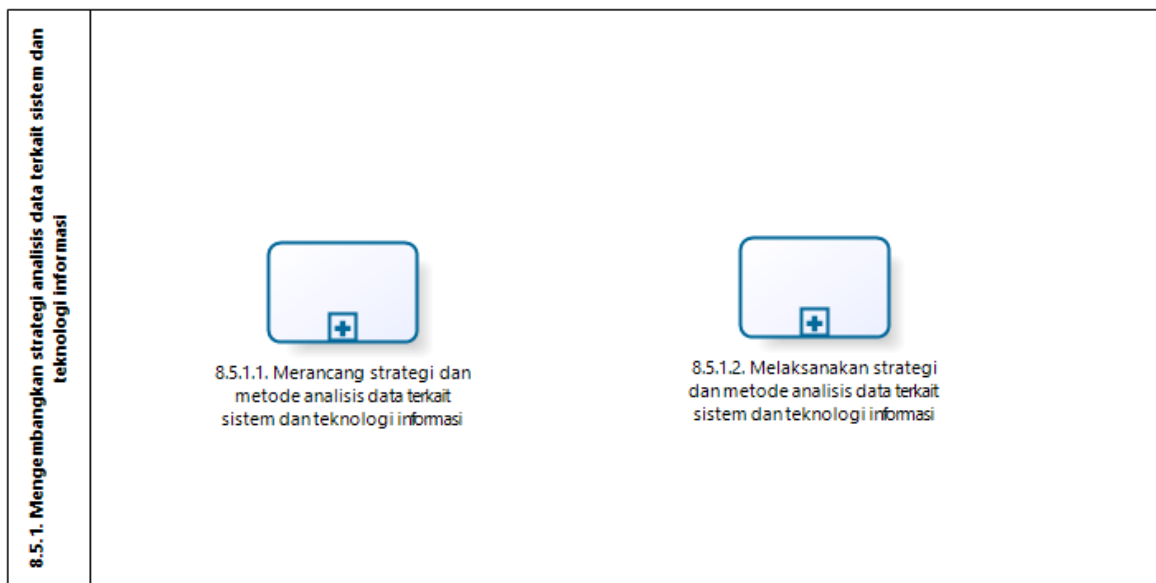 8.5.1. Mengembangkan strategi analisis data terkait sistem dan
teknologi informasi
8.5.1.1. Merancang strategi dan
metode analisis data terkait
sistem dan teknologi informasi
8.5.1.2. Melaksanakan strategi
dan metode analisis data terkait
sistem dan teknologi informasi